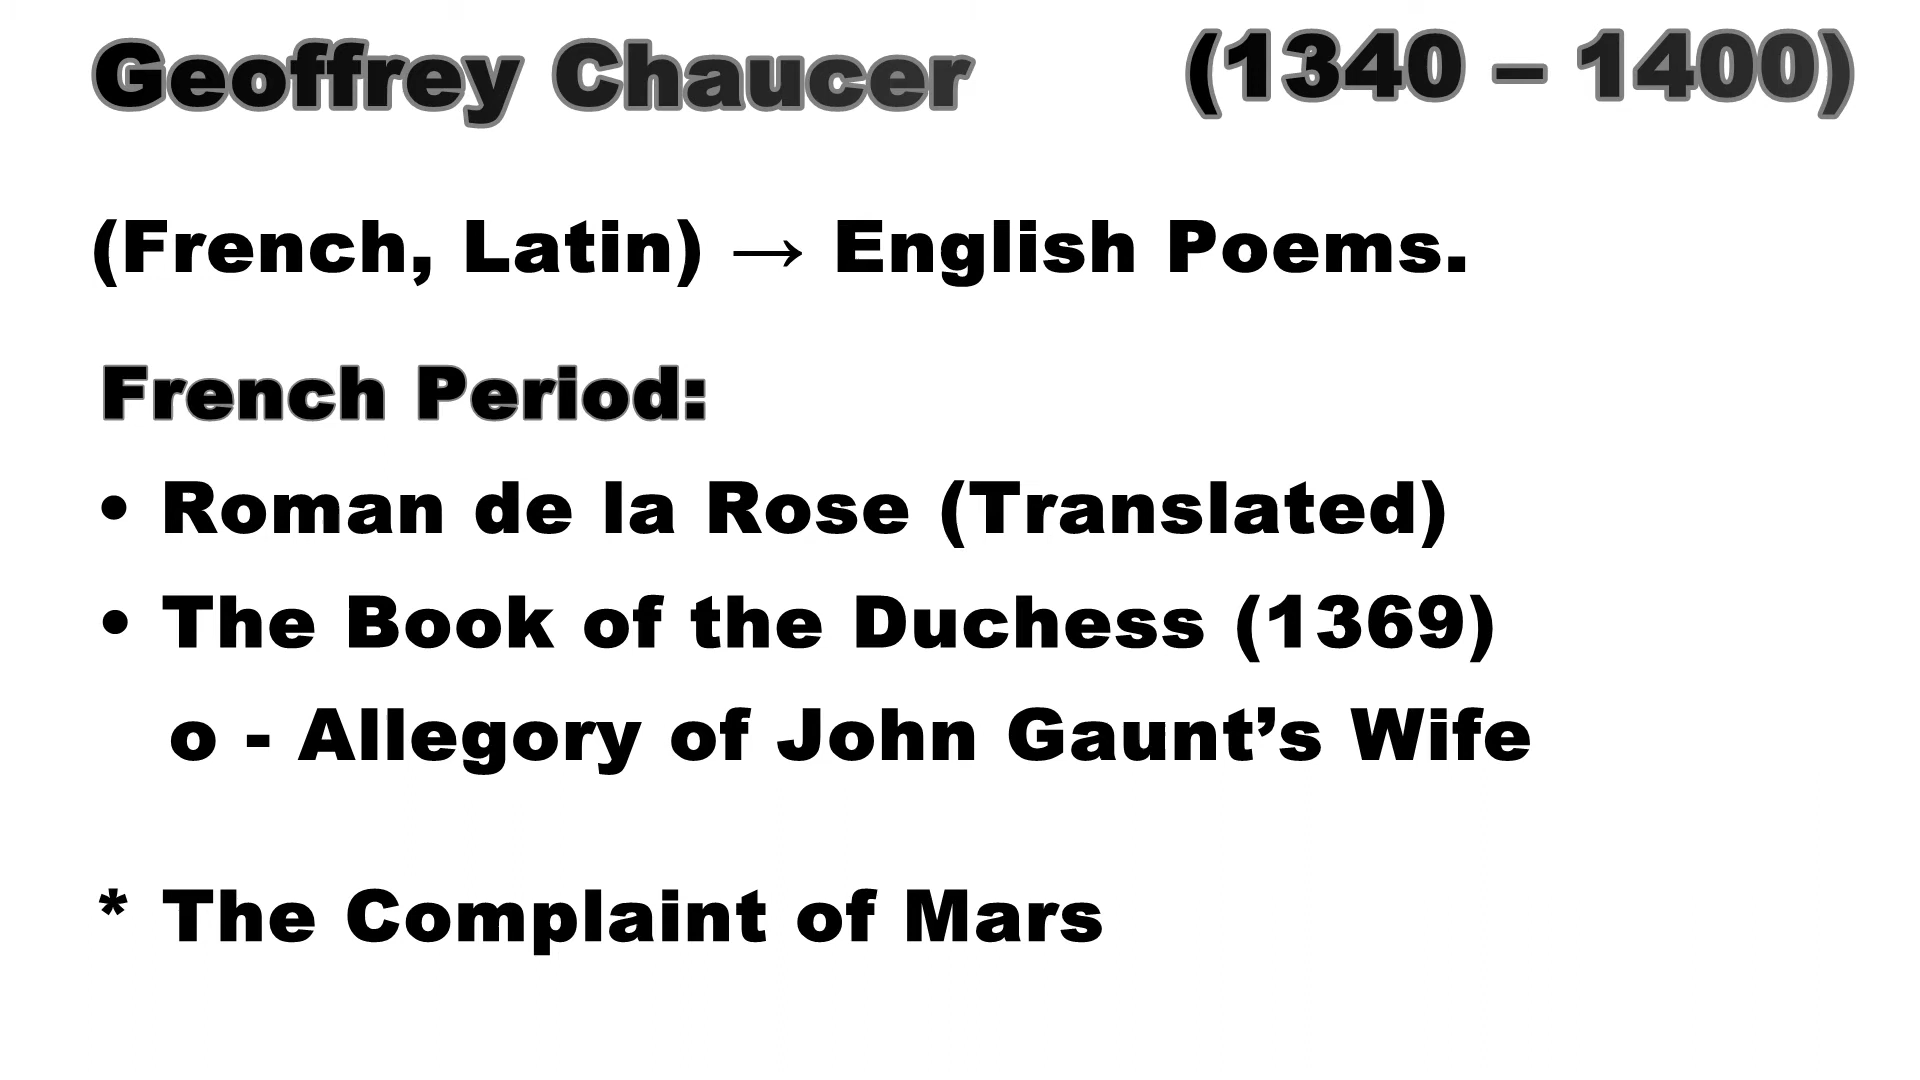 Geoffrey Chaucer (1340 – 1400)
(French, Latin) → English Poems.
French Period:
• Roman de la Rose (Translated)
• The Book of the Duchess (1369)
o - Allegory of John Gaunt’s Wife
* The Complaint of Mars